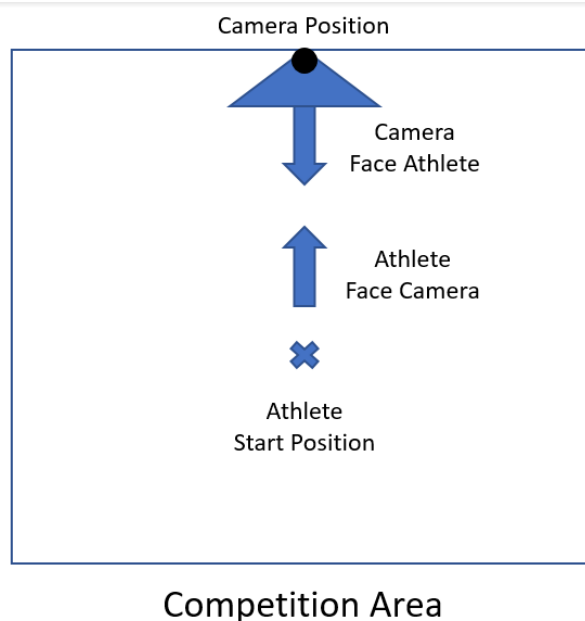 Camera Position
Camera
Face Athlete
Athlete
Face Camera
Athlete
Start Position
Competition Area